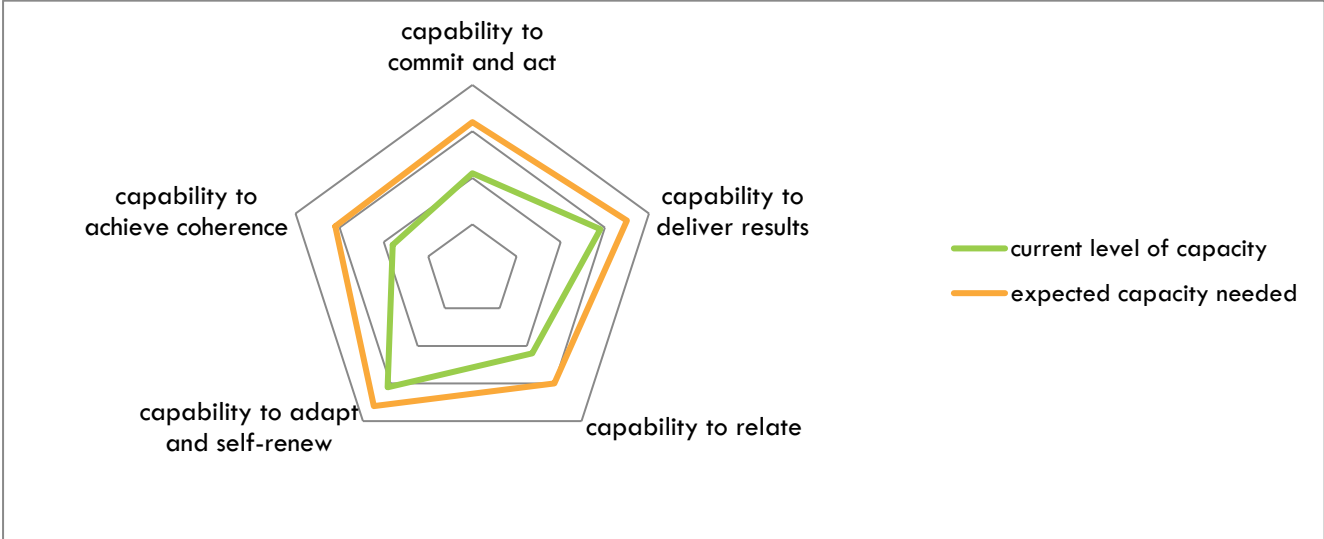 capability to
commit and act
capability to
achieve coherence
capability to
deliver results
current level of capacity
expected capacity needed
capability to adapt
and self-renew
capability to relate